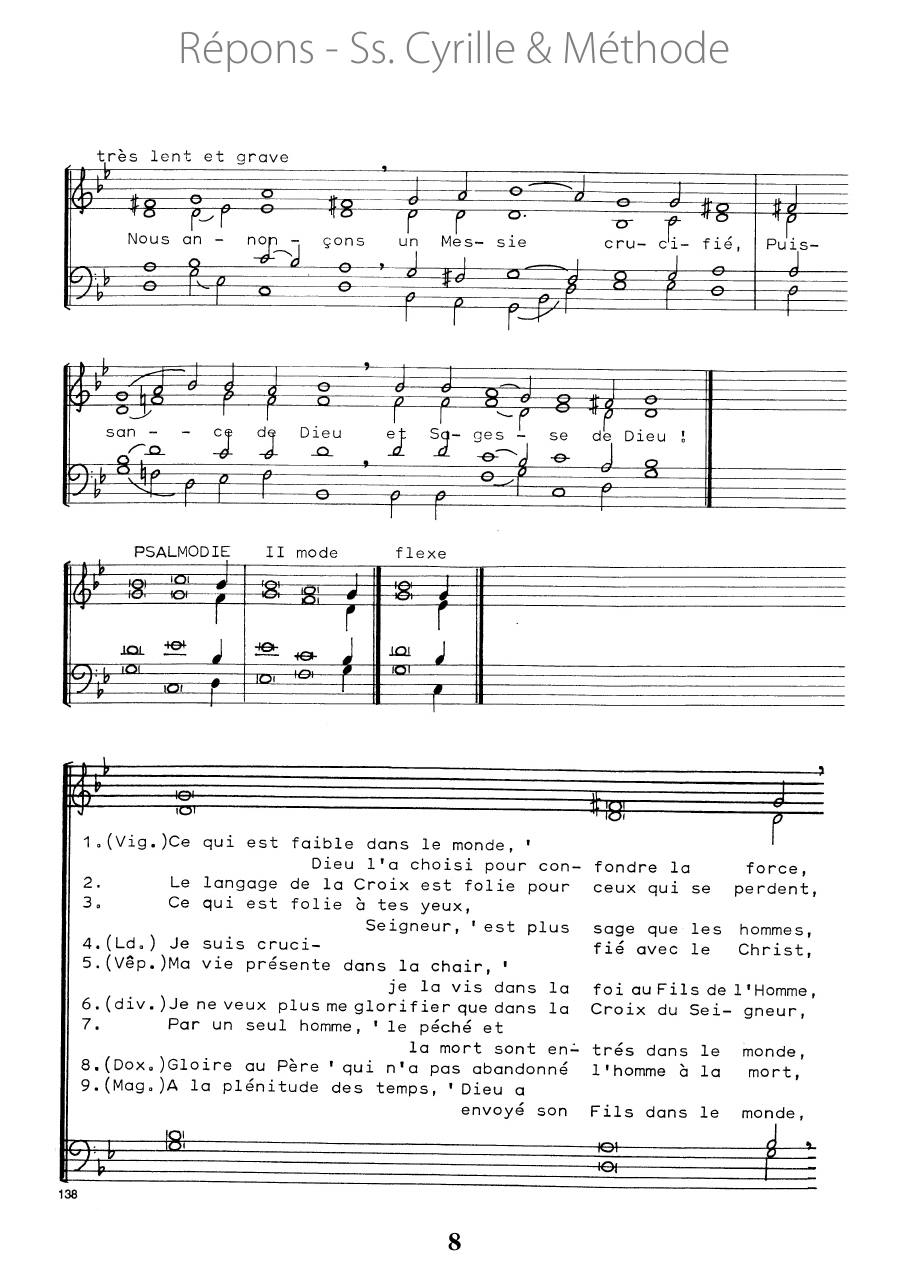 Répons - Ss. Cyrille & Méthode
très lent et grave
Nous an - non - çons un Mes- sie cru- ci- fié, Puis-
san- - ce de Dieu et Sa- ges - se de Dieu !
PSALMODIE II mode flexe
1.(Vig.)Ce qui est faible dans le monde, '
Dieu l'a choisi pour con- fondre la force,
2. Le langage de la Croix est folie pour ceux qui se perdent,
3. Ce qui est folie à tes yeux,
Seigneur, 'est plus sage que les hommes,
4.(Ld.) Je suis cruci- fié avec le Christ,
5.(Vêp.)Ma vie présente dans la chair, '
je la vis dans la foi au Fils de l'Homme,
6.(div.)Je ne veux plus me glorifier que dans la Croix du Sei- gneur,
7. Par un seul homme, ' le péché et
la mort sont en- trés dans le monde,
8.(Dox.)Gloire au Père ' qui n'a pas abandonné l'homme à la mort,
9.(Mag.)A la plénitude des temps, ' Dieu a
envoyé son Fils dans le monde,
138
8